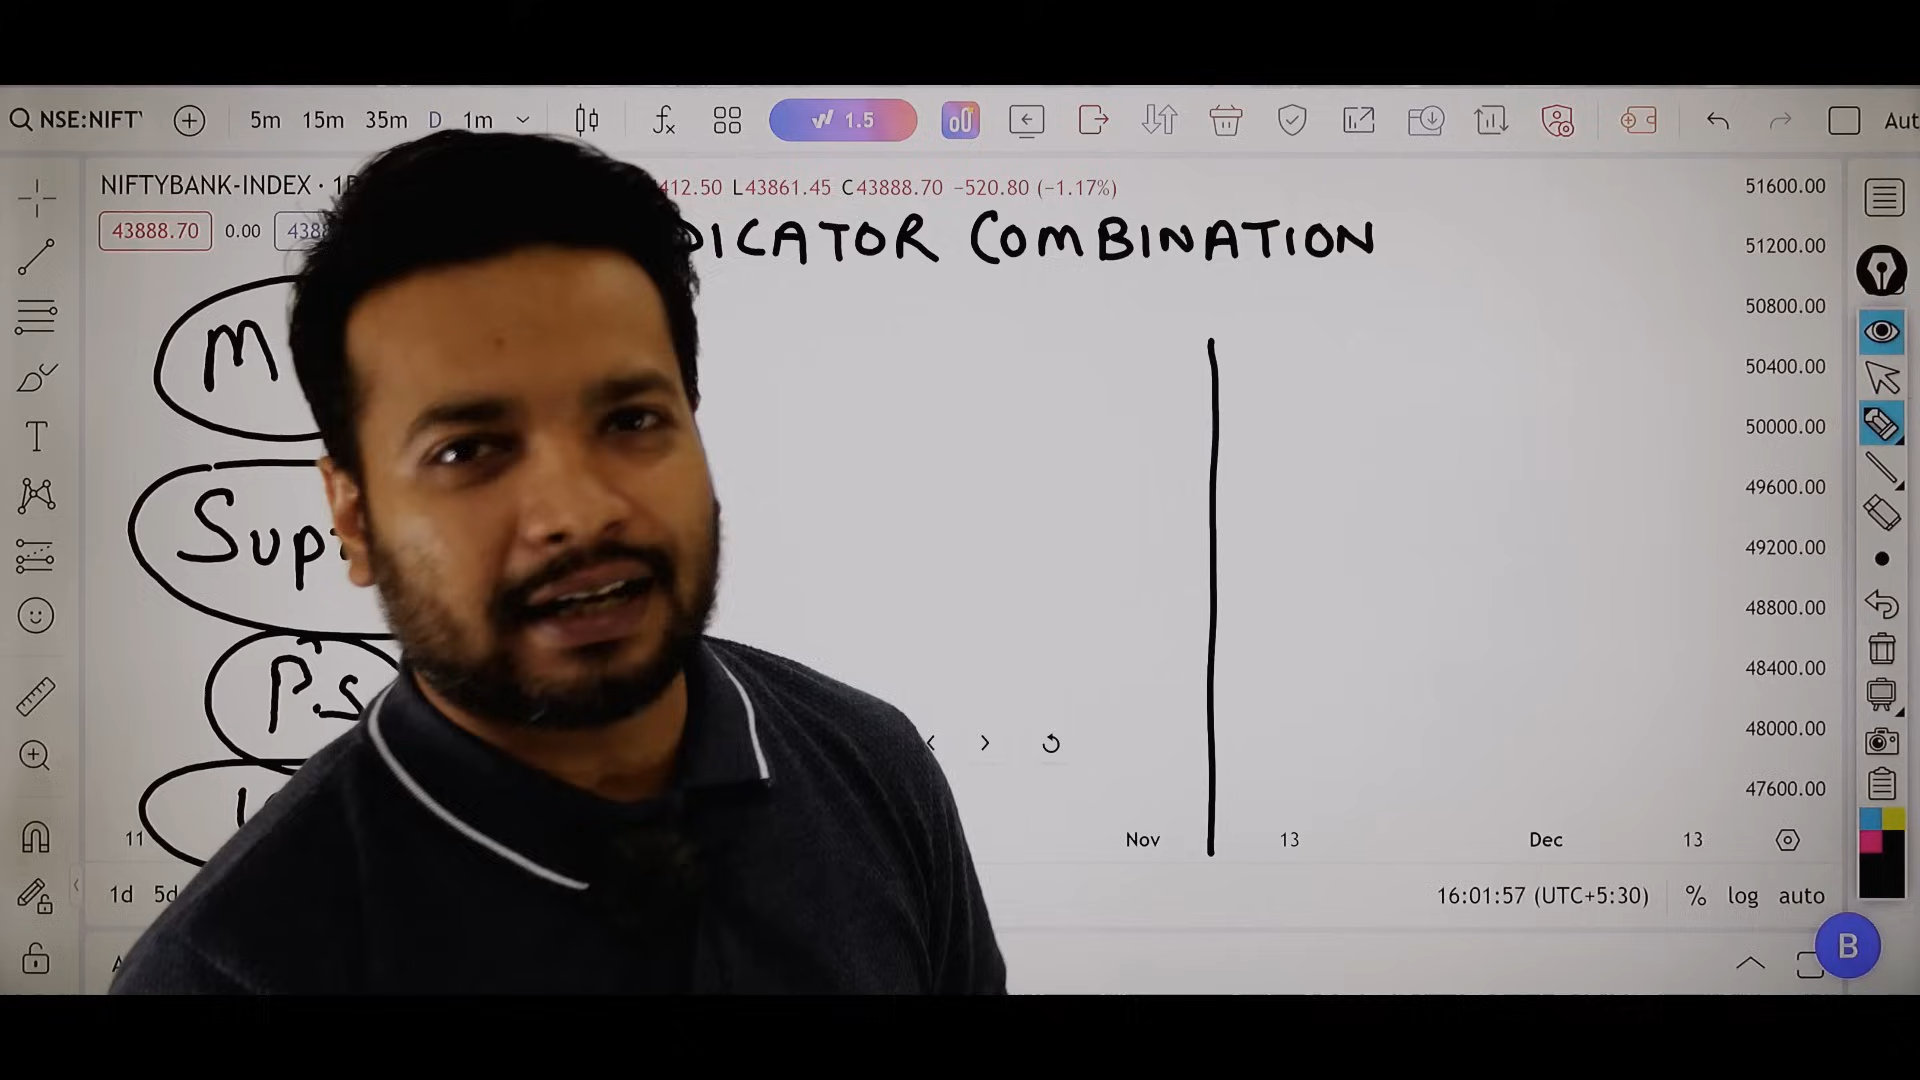 NSE:NIFT 5m 15m 35m D 1m 1.5 Aut
NIFTYBANK-INDEX · 412.50 L43861.45 C43888.70 −520.80 (−1.17%)
43888.70 0.00 438
DICATOR COMBINATION
M
Sup
P.S
51600.00
51200.00
50800.00
50400.00
50000.00
49600.00
49200.00
48800.00
48400.00
48000.00
47600.00
11 Nov 13 Dec 13
1d 5d 16:01:57 (UTC+5:30) % log auto
B